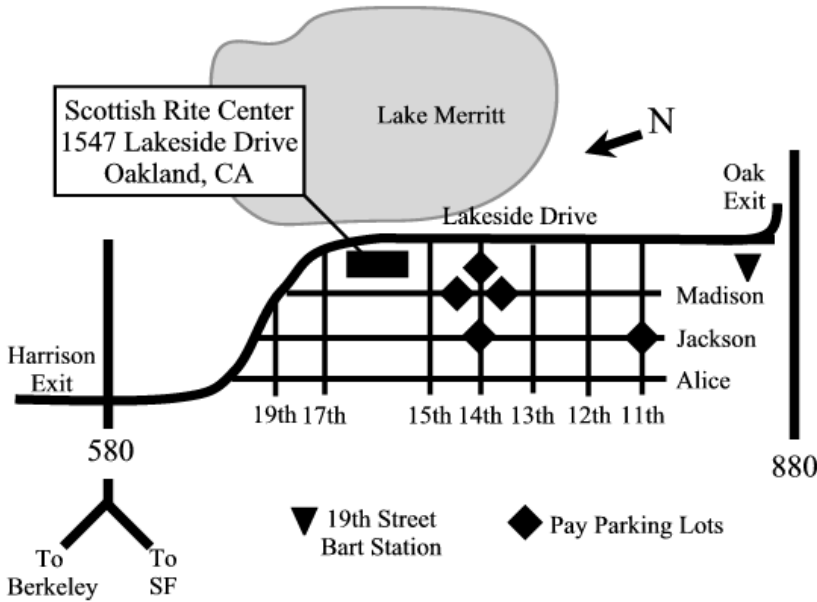 Lake Merritt
Scottish Rite Center
1547 Lakeside Drive
Oakland, CA
N
Oak
Exit
Lakeside Drive
Madison
Jackson
Alice
Harrison
Exit
19th 17th 15th 14th 13th 12th 11th
580
880
19th Street
Bart Station
Pay Parking Lots
To
Berkeley
To
SF